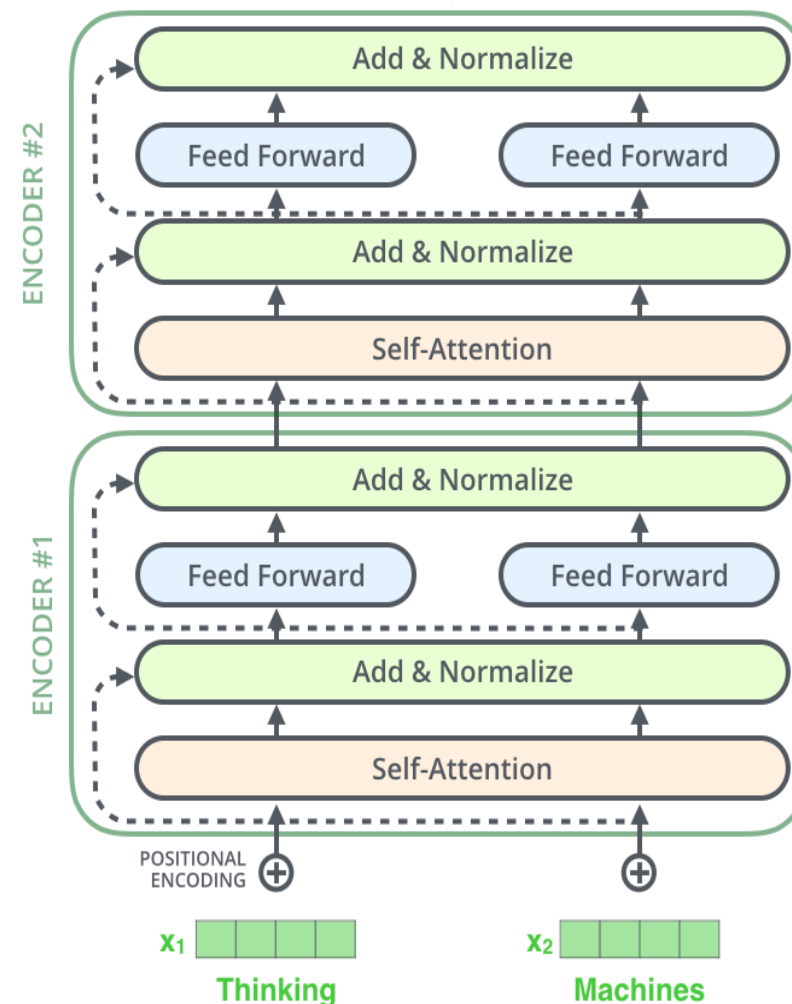 ENCODER #2
Add & Normalize
Feed Forward Feed Forward
Add & Normalize
Self-Attention
ENCODER #1
Add & Normalize
Feed Forward Feed Forward
Add & Normalize
Self-Attention
POSITIONAL
ENCODING
x₁ x₂
Thinking Machines